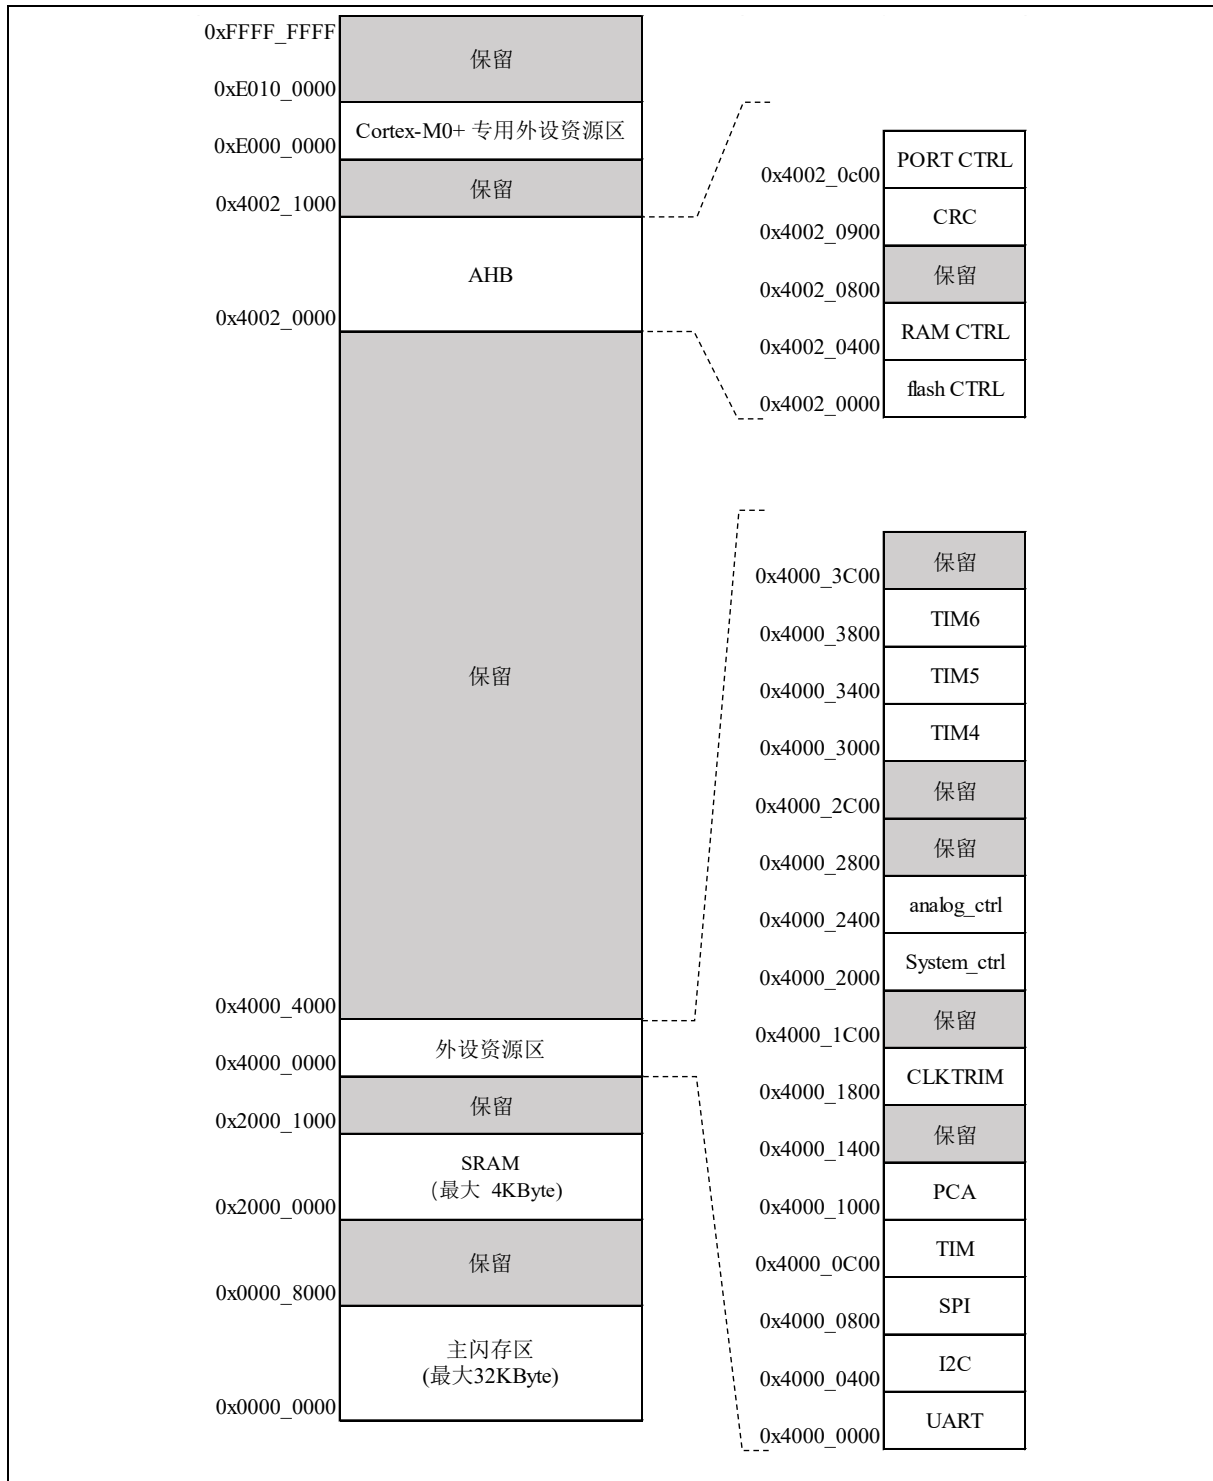 0xFFFF_FFFF
保留
0xE010_0000
Cortex-M0+ 专用外设资源区
0xE000_0000
保留
0x4002_1000
AHB
0x4002_0000
保留
0x4000_4000
外设资源区
0x4000_0000
保留
0x2000_1000
SRAM
(最大 4KByte)
0x2000_0000
保留
0x0000_8000
主闪存区
(最大32KByte)
0x0000_0000
PORT CTRL
0x4002_0c00
CRC
0x4002_0900
保留
0x4002_0800
RAM CTRL
0x4002_0400
flash CTRL
0x4002_0000
保留
0x4000_3C00
TIM6
0x4000_3800
TIM5
0x4000_3400
TIM4
0x4000_3000
保留
0x4000_2C00
保留
0x4000_2800
analog_ctrl
0x4000_2400
System_ctrl
0x4000_2000
保留
0x4000_1C00
CLKTRIM
0x4000_1800
保留
0x4000_1400
PCA
0x4000_1000
TIM
0x4000_0C00
SPI
0x4000_0800
I2C
0x4000_0400
UART
0x4000_0000